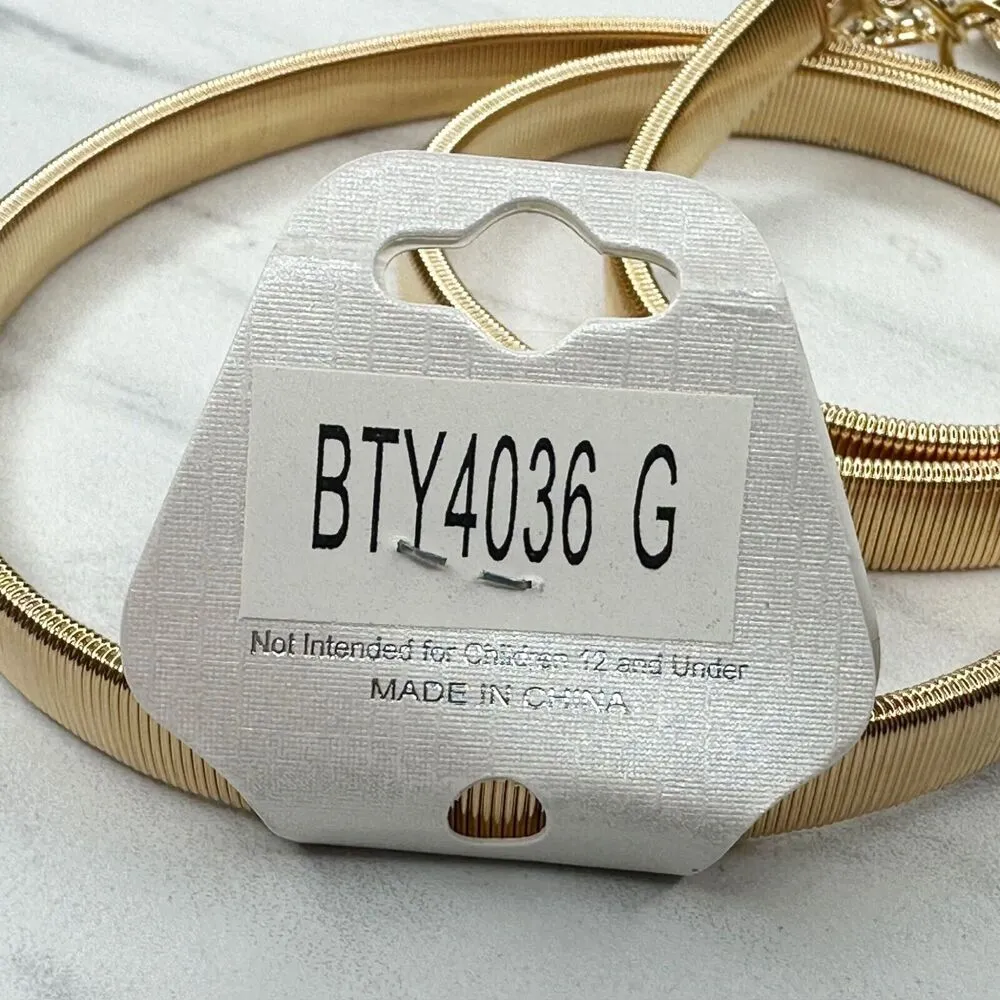 BTY4036 G
Not Intended for Children 12 and Under
MADE IN CHINA